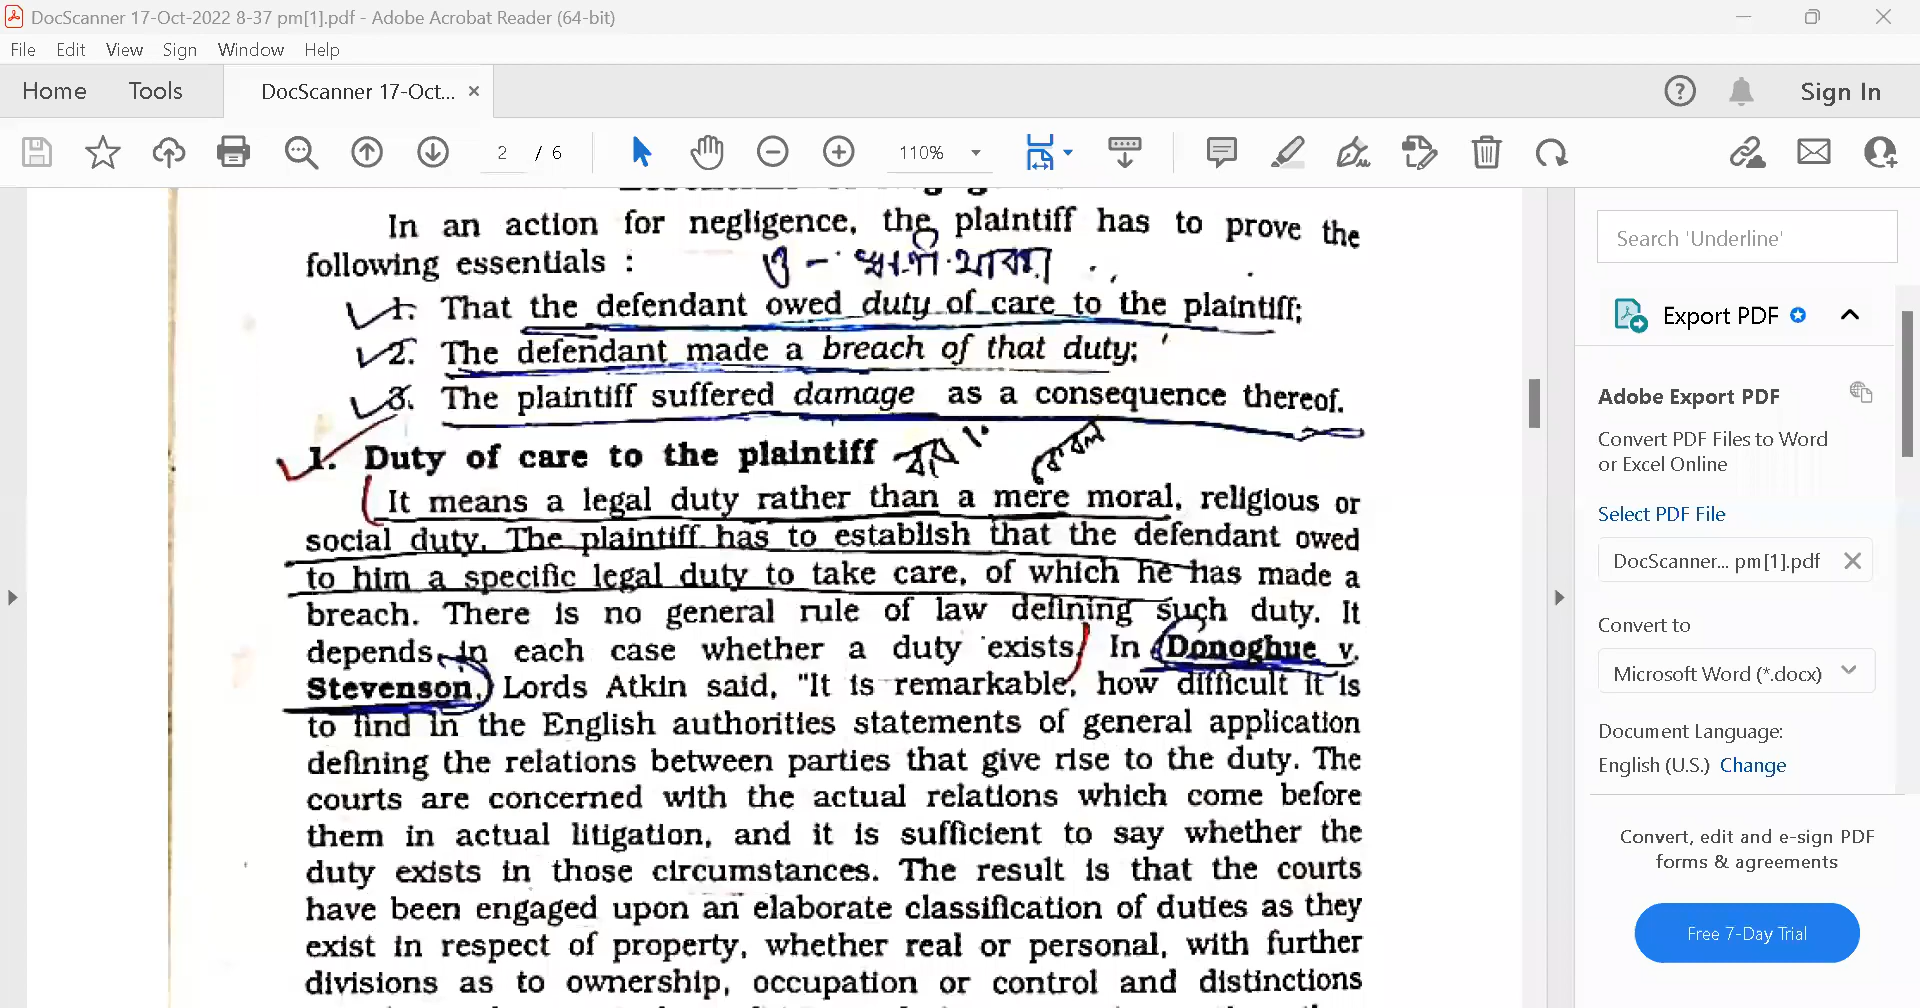 DocScanner 17-Oct-2022 8-37 pm[1].pdf - Adobe Acrobat Reader (64-bit)
File Edit View Sign Window Help
Home Tools DocScanner 17-Oct... × Sign In
2 / 6 110%
In an action for negligence, the plaintiff has to prove the
following essentials :
1. That the defendant owed duty of care to the plaintiff;
2. The defendant made a breach of that duty;
3. The plaintiff suffered damage as a consequence thereof.
1. Duty of care to the plaintiff
It means a legal duty rather than a mere moral, religious or
social duty. The plaintiff has to establish that the defendant owed
to him a specific legal duty to take care, of which he has made a
breach. There is no general rule of law defining such duty. It
depends in each case whether a duty exists. In Donoghue v.
Stevenson, Lords Atkin said, "It is remarkable, how difficult it is
to find in the English authorities statements of general application
defining the relations between parties that give rise to the duty. The
courts are concerned with the actual relations which come before
them in actual litigation, and it is sufficient to say whether the
duty exists in those circumstances. The result is that the courts
have been engaged upon an elaborate classification of duties as they
exist in respect of property, whether real or personal, with further
divisions as to ownership, occupation or control and distinctions
Search 'Underline'
Export PDF
Adobe Export PDF
Convert PDF Files to Word
or Excel Online
Select PDF File
DocScanner... pm[1].pdf
Convert to
Microsoft Word (*.docx)
Document Language:
English (U.S.) Change
Convert, edit and e-sign PDF
forms & agreements
Free 7-Day Trial